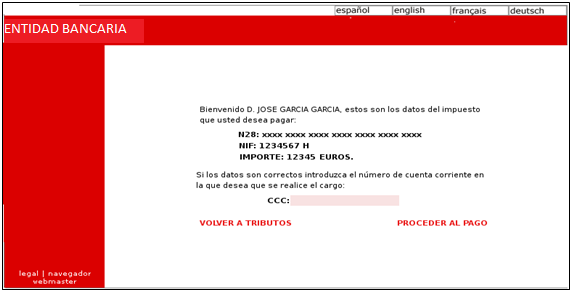 español english français deutsch
ENTIDAD BANCARIA
Bienvenido D. JOSE GARCIA GARCIA, estos son los datos del impuesto
que usted desea pagar:
N28: xxxx xxxx xxxx xxxx xxxx xxxx xxxx
NIF: 1234567 H
IMPORTE: 12345 EUROS.
Si los datos son correctos introduzca el número de cuenta corriente en
la que desea que se realice el cargo:
CCC:
VOLVER A TRIBUTOS PROCEDER AL PAGO
legal | navegador
webmaster